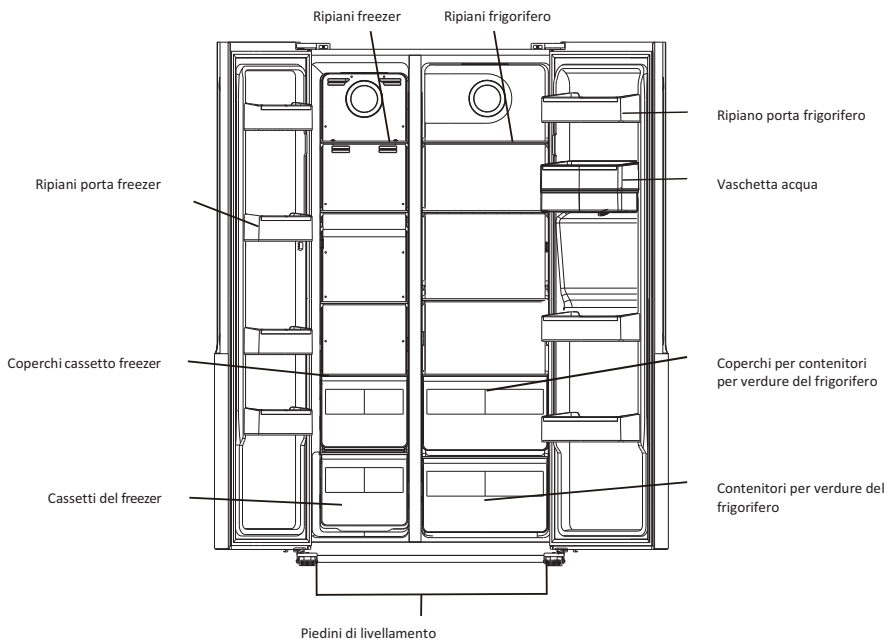 Ripiani freezer
Ripiani frigorifero
Ripiano porta frigorifero
Ripiani porta freezer
Vaschetta acqua
Coperchi cassetto freezer
Coperchi per contenitori
per verdure del frigorifero
Cassetti del freezer
Contenitori per verdure del
frigorifero
Piedini di livellamento